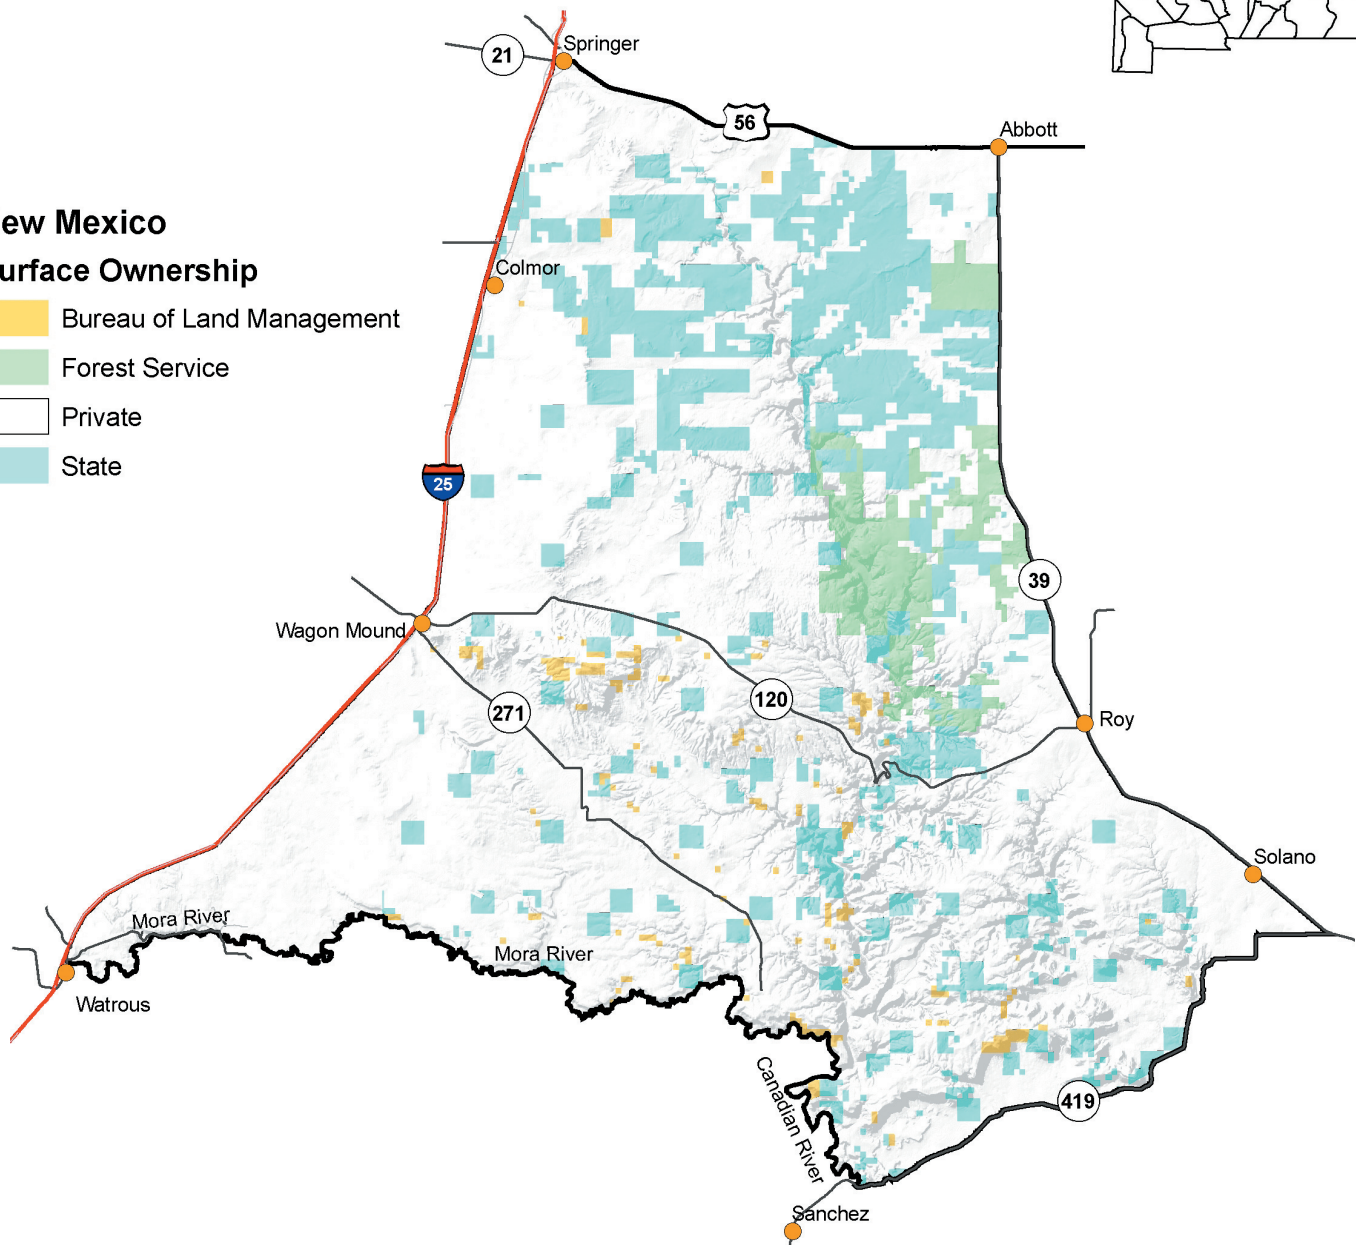 Springer
21
56
Abbott
ew Mexico
urface Ownership
Bureau of Land Management
Forest Service
Private
State
Colmor
25
39
Wagon Mound
271
120
Roy
Solano
Mora River
Mora River
Watrous
Canadian River
419
Sanchez